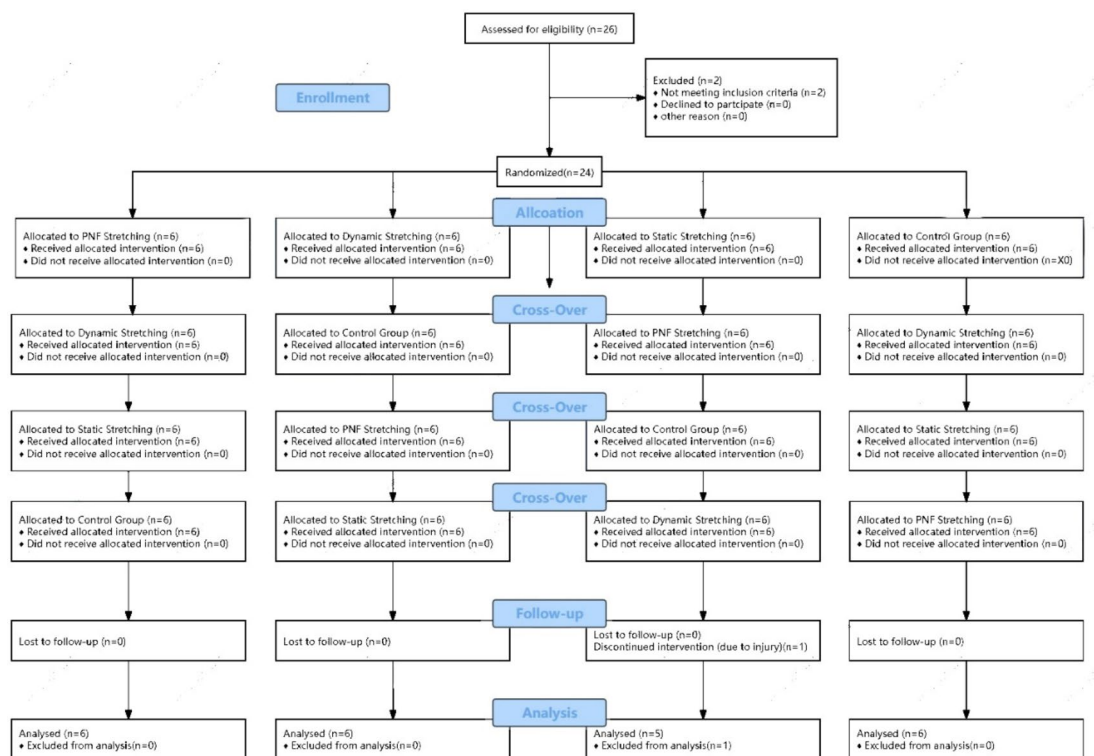 Assessed for eligibility (n=26)
Enrollment
Excluded (n=2)
♦ Not meeting inclusion criteria (n=2)
♦ Declined to partcipate (n=0)
♦ other reason (n=0)
Randomized(n=24)
Allcoation
Allocated to PNF Stretching (n=6)
♦ Received allocated intervention (n=6)
♦ Did not receive allocated intervention (n=0)
Allocated to Dynamic Stretching (n=6)
♦ Received allocated intervention (n=6)
♦ Did not receive allocated intervention (n=0)
Allocated to Static Stretching (n=6)
♦ Received allocated intervention (n=6)
♦ Did not receive allocated intervention (n=0)
Allocated to Control Group (n=6)
♦ Received allocated intervention (n=6)
♦ Did not receive allocated intervention (n=X0)
Cross-Over
Allocated to Dynamic Stretching (n=6)
♦ Received allocated intervention (n=6)
♦ Did not receive allocated intervention (n=0)
Allocated to Control Group (n=6)
♦ Received allocated intervention (n=6)
♦ Did not receive allocated intervention (n=0)
Allocated to PNF Stretching (n=6)
♦ Received allocated intervention (n=6)
♦ Did not receive allocated intervention (n=0)
Allocated to Dynamic Stretching (n=6)
♦ Received allocated intervention (n=6)
♦ Did not receive allocated intervention (n=0)
Cross-Over
Allocated to Static Stretching (n=6)
♦ Received allocated intervention (n=6)
♦ Did not receive allocated intervention (n=0)
Allocated to PNF Stretching (n=6)
♦ Received allocated intervention (n=6)
♦ Did not receive allocated intervention (n=0)
Allocated to Control Group (n=6)
♦ Received allocated intervention (n=6)
♦ Did not receive allocated intervention (n=0)
Allocated to Static Stretching (n=6)
♦ Received allocated intervention (n=6)
♦ Did not receive allocated intervention (n=0)
Cross-Over
Allocated to Control Group (n=6)
♦ Received allocated intervention (n=6)
♦ Did not receive allocated intervention (n=0)
Allocated to Static Stretching (n=6)
♦ Received allocated intervention (n=6)
♦ Did not receive allocated intervention (n=0)
Allocated to Dynamic Stretching (n=6)
♦ Received allocated intervention (n=6)
♦ Did not receive allocated intervention (n=0)
Allocated to PNF Stretching (n=6)
♦ Received allocated intervention (n=6)
♦ Did not receive allocated intervention (n=0)
Follow-up
Lost to follow-up (n=0)
Lost to follow-up (n=0)
Lost to follow-up (n=0)
Discontinued intervention (due to injury)(n=1)
Lost to follow-up (n=0)
Analysis
Analysed (n=6)
♦ Excluded from analysis(n=0)
Analysed (n=6)
♦ Excluded from analysis(n=0)
Analysed (n=5)
♦ Excluded from analysis(n=1)
Analysed (n=6)
♦ Excluded from analysis(n=0)